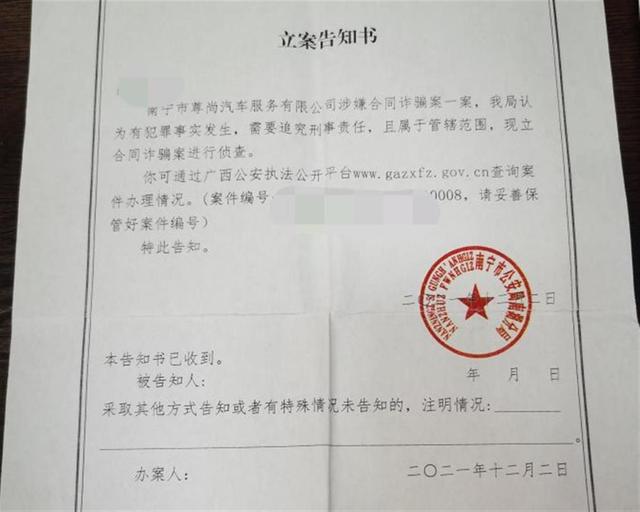 立案告知书
南宁市尊尚汽车服务有限公司涉嫌合同诈骗案一案，我局认
为有犯罪事实发生，需要追究刑事责任，且属于管辖范围，现立
合同诈骗案进行侦查。
你可通过广西公安执法公开平台www.gazxfz.gov.cn查询案
件办理情况。(案件编号 0008，请妥善保
管好案件编号)
特此告知。
南宁市公安局南
本告知书已收到。
被告知人： 年 月 日
采取其他方式告知或者有特殊情况未告知的，注明情况：
。
办案人： 二〇二一年十二月二日